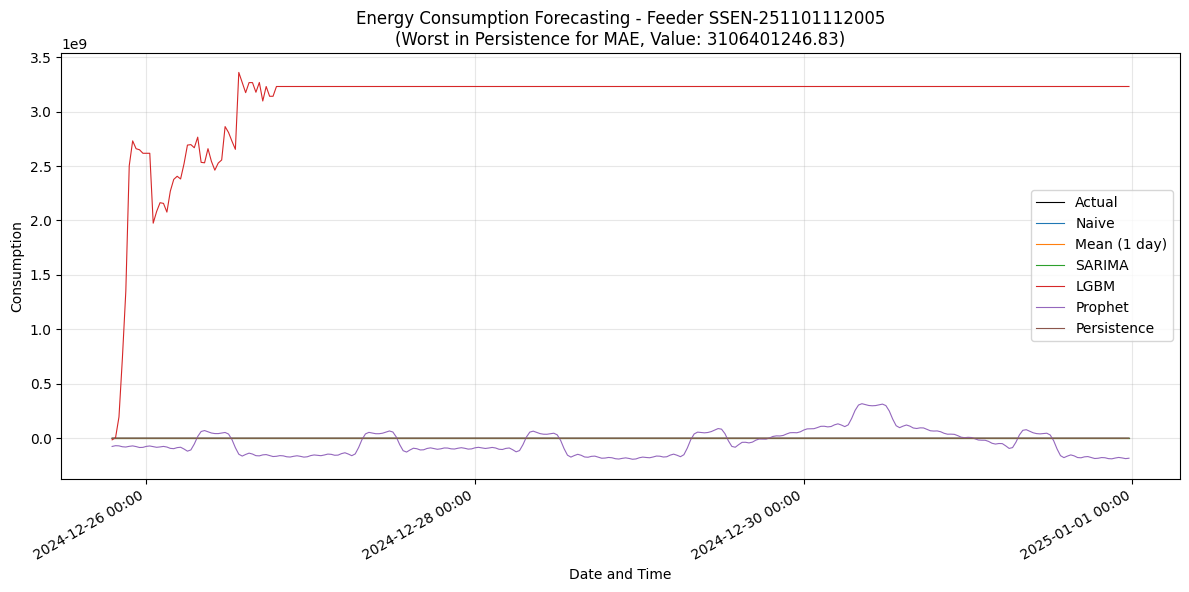 Energy Consumption Forecasting - Feeder SSEN-251101112005
(Worst in Persistence for MAE, Value: 3106401246.83)
1e9
3.5
3.0
2.5
2.0
1.5
1.0
0.5
0.0
Consumption
Actual
Naive
Mean (1 day)
SARIMA
LGBM
Prophet
Persistence
2024-12-26 00:00
2024-12-28 00:00
2024-12-30 00:00
2025-01-01 00:00
Date and Time